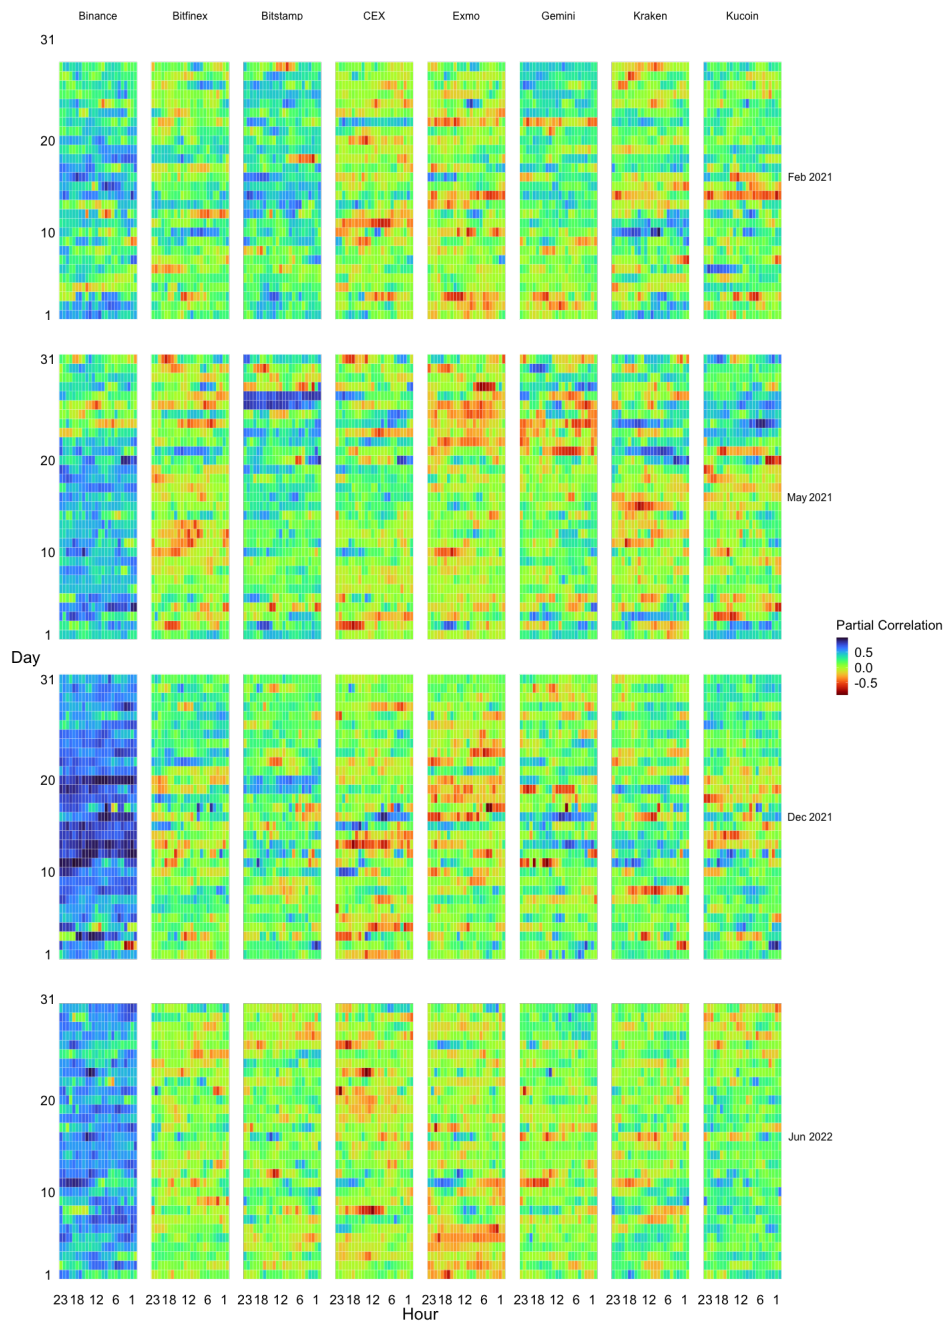 Binance Bitfinex Bitstamp CEX Exmo Gemini Kraken Kucoin
31
20
10
1
Feb 2021
31
20
10
1
May 2021
Day
31
20
10
1
Dec 2021
31
20
10
1
Jun 2022
Partial Correlation
0.5
0.0
-0.5
23 18 12 6 1 23 18 12 6 1 23 18 12 6 1 23 18 12 6 1 23 18 12 6 1 23 18 12 6 1 23 18 12 6 1 23 18 12 6 1
Hour